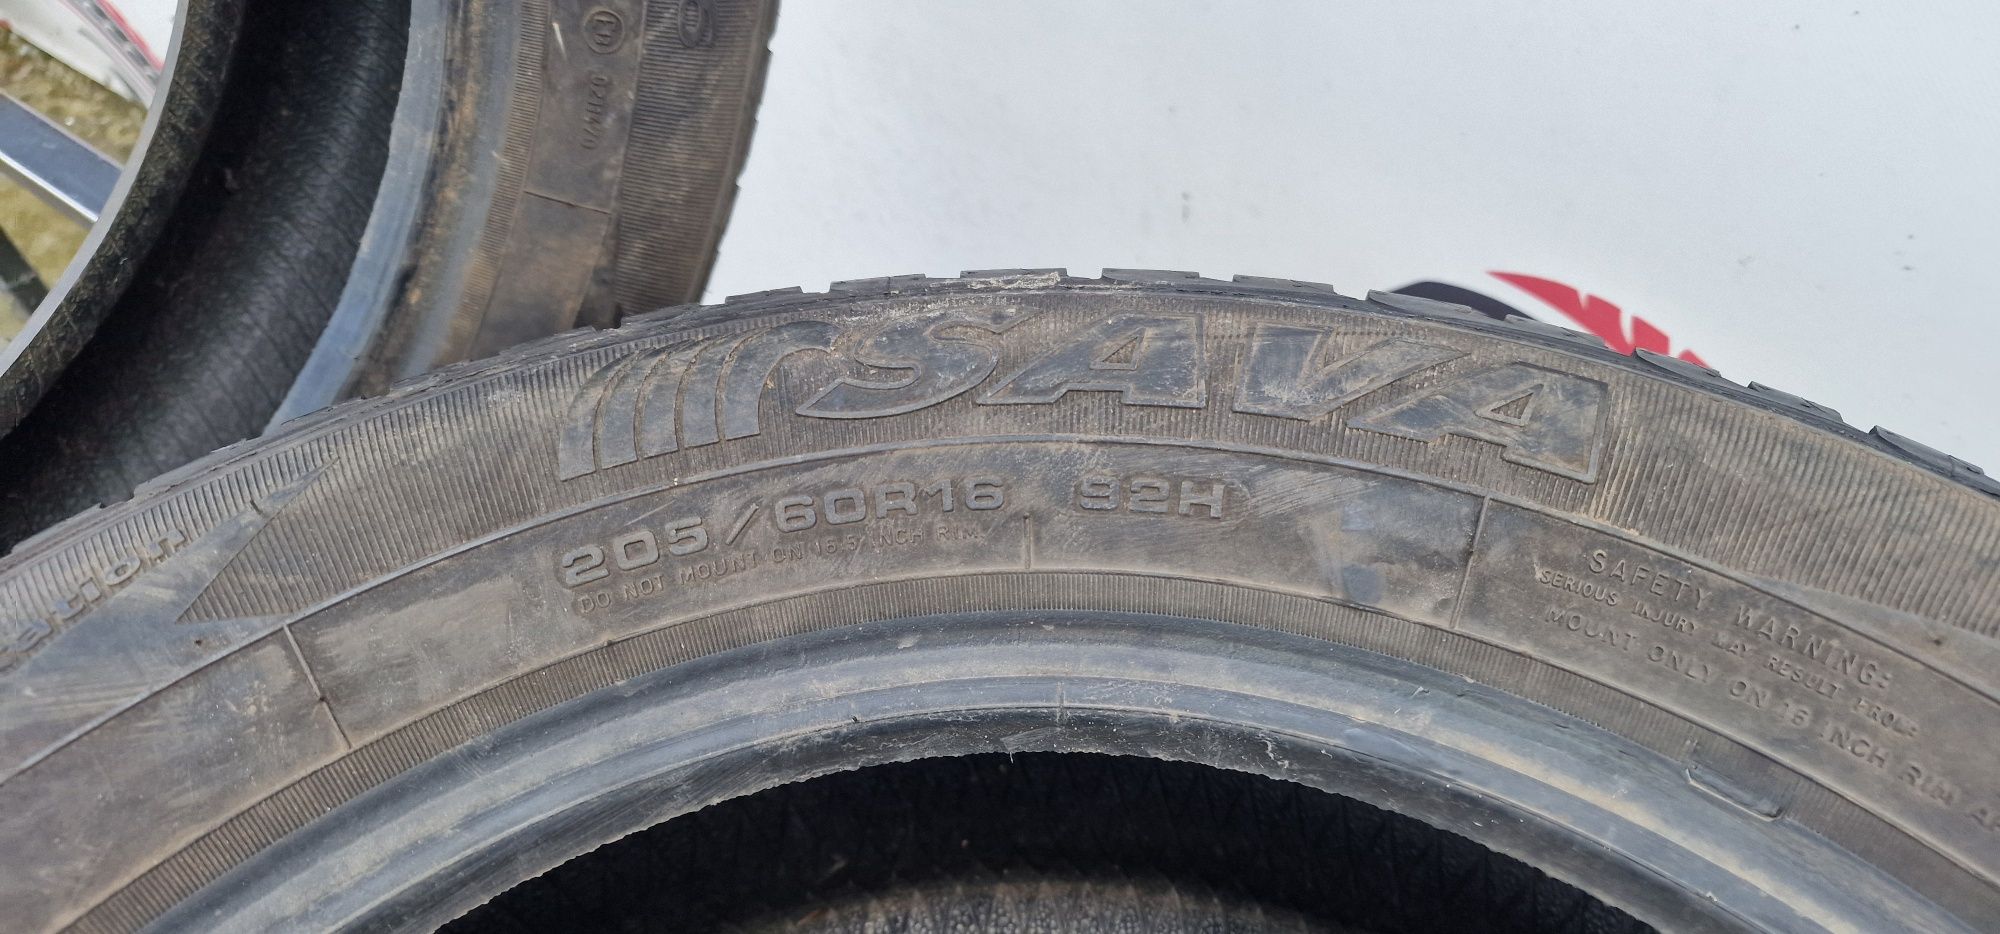 SAVA
205/60R16 92H
DO NOT MOUNT ON 16.5 INCH RIM.
SAFETY WARNING:
SERIOUS INJURY MAY RESULT FROM:
MOUNT ONLY ON 16 INCH RIM